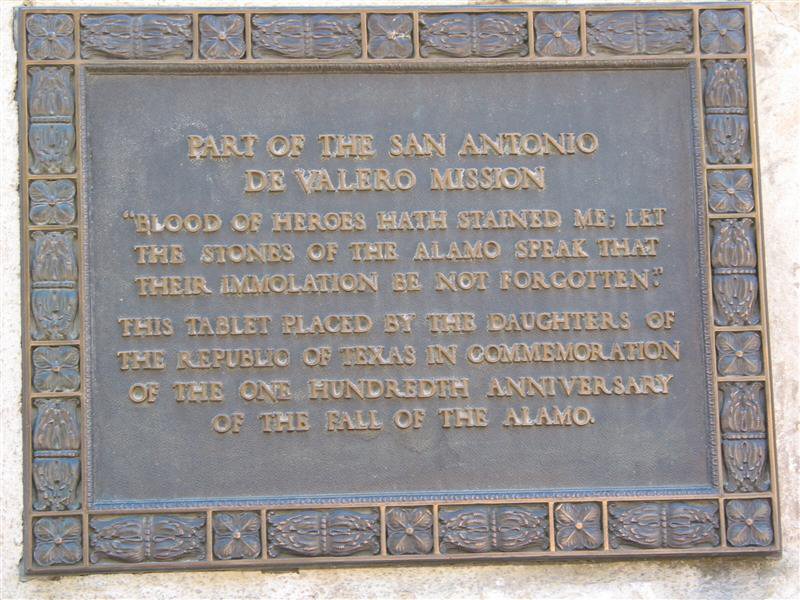 PART OF THE SAN ANTONIO
DE VALERO MISSION
"BLOOD OF HEROES HATH STAINED ME; LET
THE STONES OF THE ALAMO SPEAK THAT
THEIR IMMOLATION BE NOT FORGOTTEN."
THIS TABLET PLACED BY THE DAUGHTERS OF
THE REPUBLIC OF TEXAS IN COMMEMORATION
OF THE ONE HUNDREDTH ANNIVERSARY
OF THE FALL OF THE ALAMO.